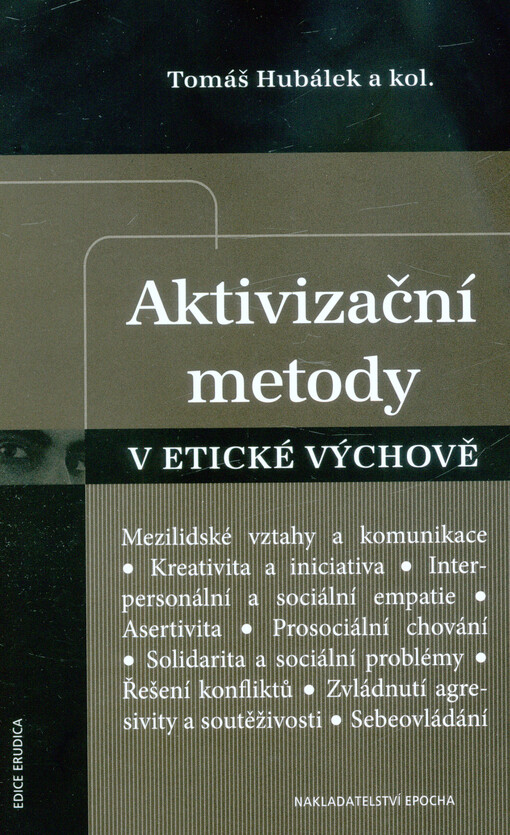 Tomáš Hubálek a kol.
Aktivizační
metody
V ETICKÉ VÝCHOVĚ
Mezilidské vztahy a komunikace
• Kreativita a iniciativa • Inter-
personální a sociální empatie •
Asertivita • Prosociální chování
• Solidarita a sociální problémy •
Řešení konfliktů • Zvládnutí agre-
sivity a soutěživosti • Sebeovládání
EDICE ERUDICA
NAKLADATELSTVÍ EPOCHA